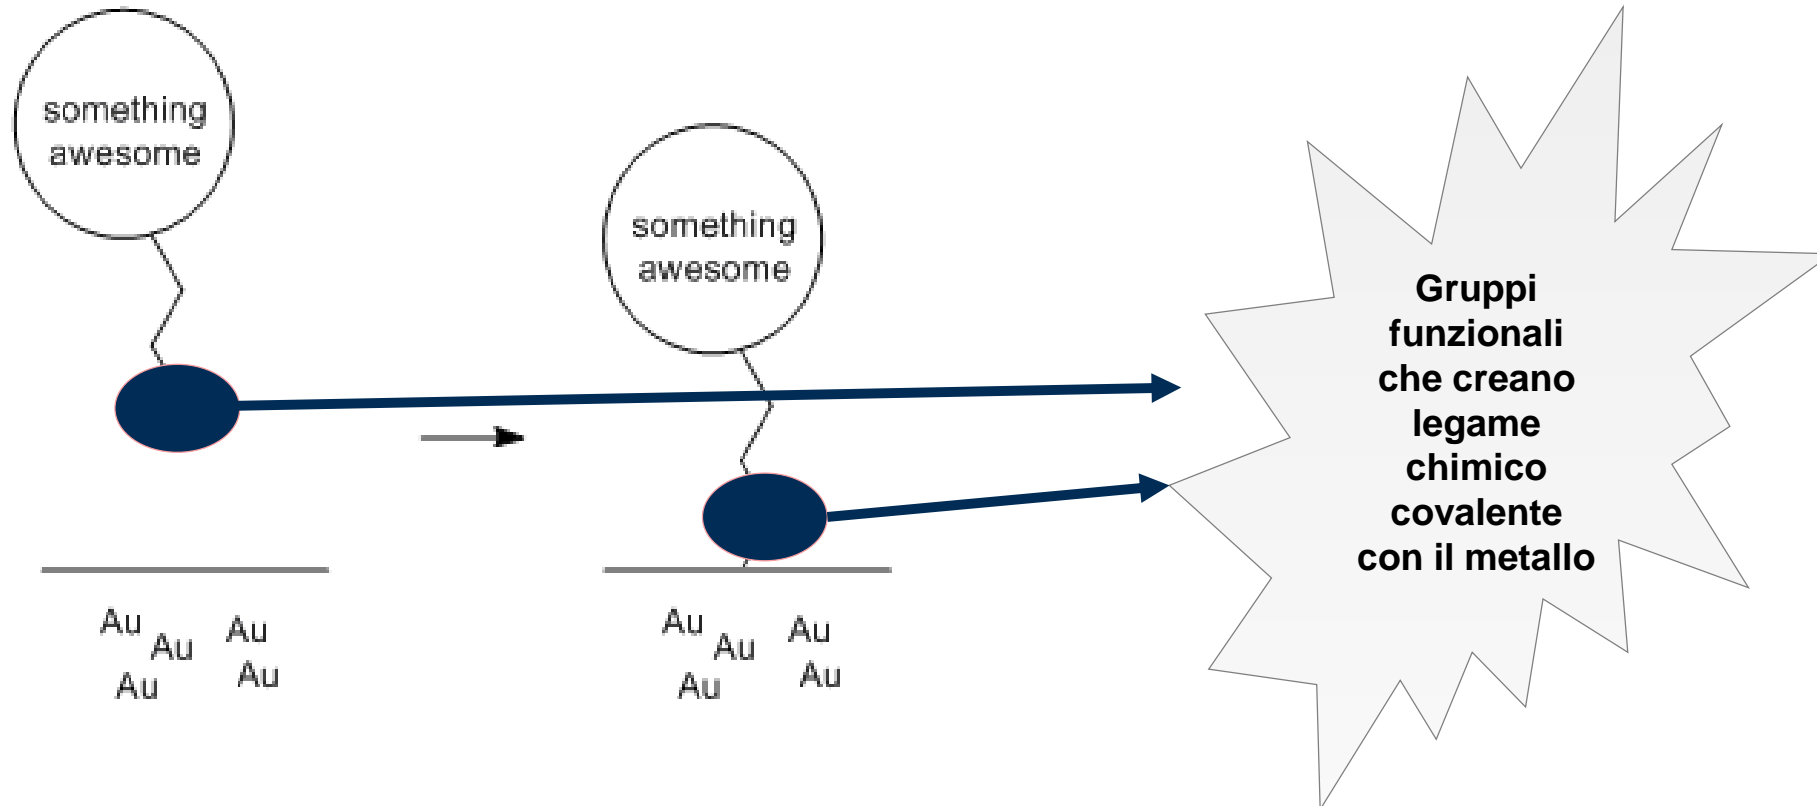 something
awesome
something
awesome
Gruppi
funzionali
che creano
legame
chimico
covalente
con il metallo
Au
Au
Au
Au
Au
Au
Au
Au
Au
Au